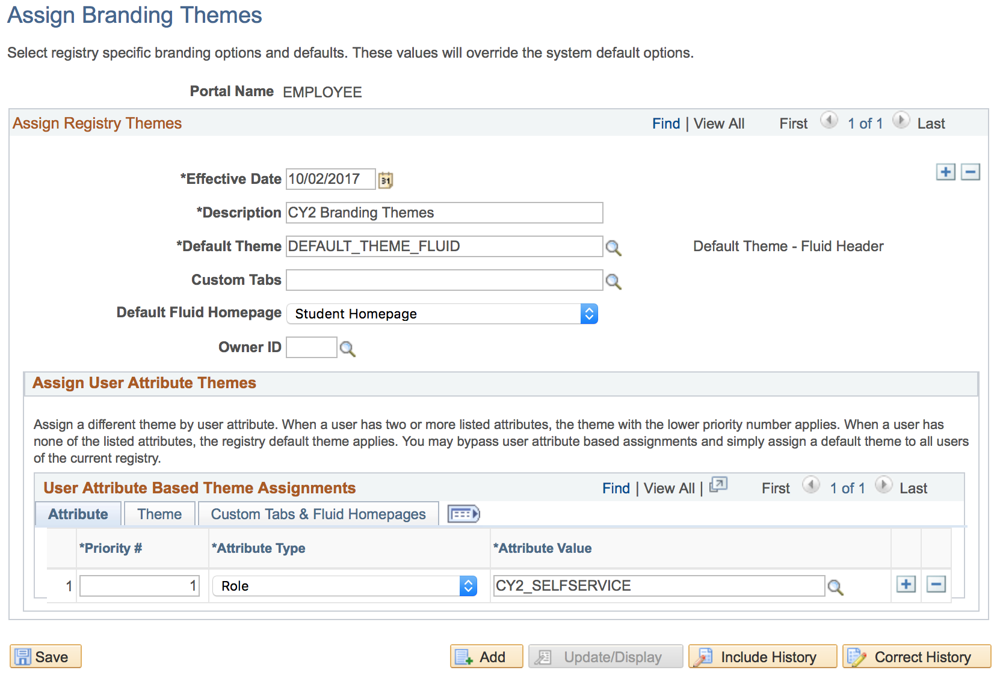 Assign Branding Themes
Select registry specific branding options and defaults. These values will override the system default options.
Portal Name EMPLOYEE
Assign Registry Themes Find | View All First 1 of 1 Last
*Effective Date 10/02/2017 31
*Description CY2 Branding Themes
*Default Theme DEFAULT_THEME_FLUID Default Theme - Fluid Header
Custom Tabs
Default Fluid Homepage Student Homepage
Owner ID
Assign User Attribute Themes
Assign a different theme by user attribute. When a user has two or more listed attributes, the theme with the lower priority number applies. When a user has
none of the listed attributes, the registry default theme applies. You may bypass user attribute based assignments and simply assign a default theme to all users
of the current registry.
User Attribute Based Theme Assignments Find | View All | First 1 of 1 Last
Attribute Theme Custom Tabs & Fluid Homepages
*Priority # *Attribute Type *Attribute Value
1 1 Role CY2_SELFSERVICE
Save Add Update/Display Include History Correct History